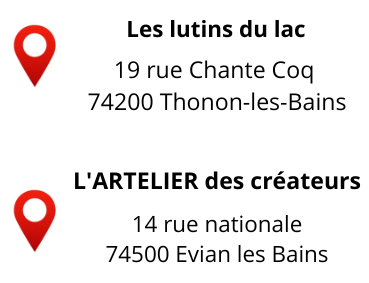 Les lutins du lac
19 rue Chante Coq
74200 Thonon-les-Bains
L'ARTELIER des créateurs
14 rue nationale
74500 Evian les Bains